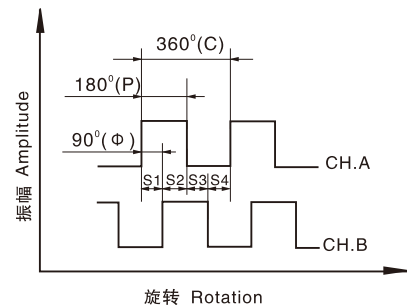 360⁰(C)
180⁰(P)
90⁰(Φ)
S1 S2 S3 S4
CH.A
CH.B
振幅 Amplitude
旋转 Rotation